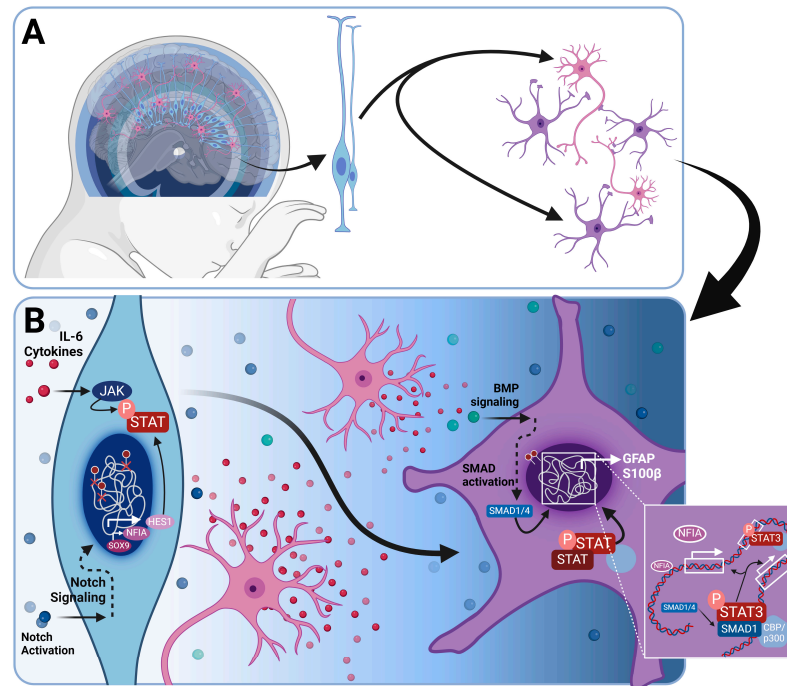 A
B
IL-6
Cytokines
JAK
P
STAT
HES1
NFIA
SOX9
Notch
Signaling
Notch
Activation
BMP
signaling
SMAD
activation
SMAD1/4
GFAP
S100β
P
STAT
STAT
NFIA
P
STAT3
NFIA
SMAD1/4
P
STAT3
SMAD1
CBP/
p300